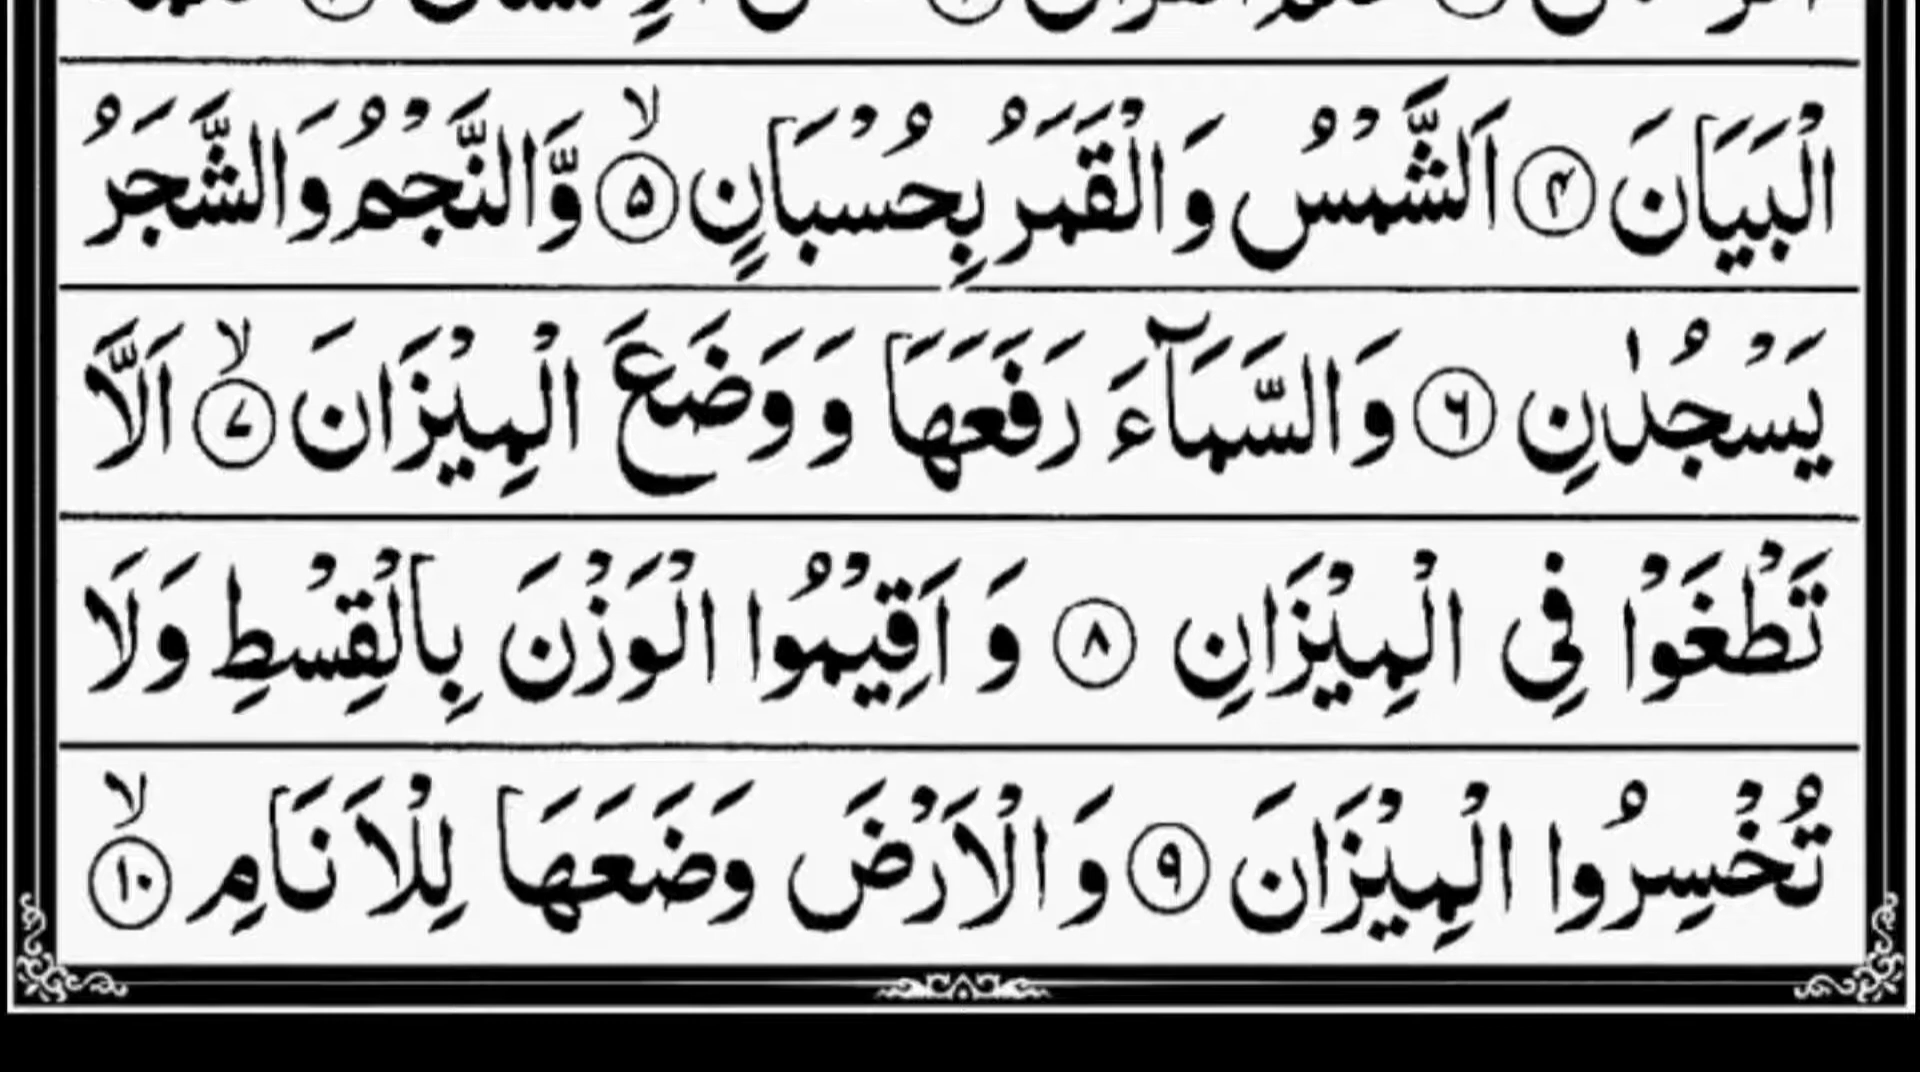 الْبَيَانَ ۴ اَلشَّمْسُ وَالْقَمَرُ بِحُسْبَانٍ ۵ۙ وَّالنَّجْمُ وَالشَّجَرُ
يَسْجُدٰنِ ۶ وَالسَّمَآءَ رَفَعَهَا وَوَضَعَ الْمِيْزَانَ ۷ۙ اَلَّا
تَطْغَوْا فِى الْمِيْزَانِ ۸ وَ اَقِيْمُوا الْوَزْنَ بِالْقِسْطِ وَلَا
تُخْسِرُوا الْمِيْزَانَ ۹ وَ الْاَرْضَ وَضَعَهَا لِلْاَنَامِ ۱۰ۙ